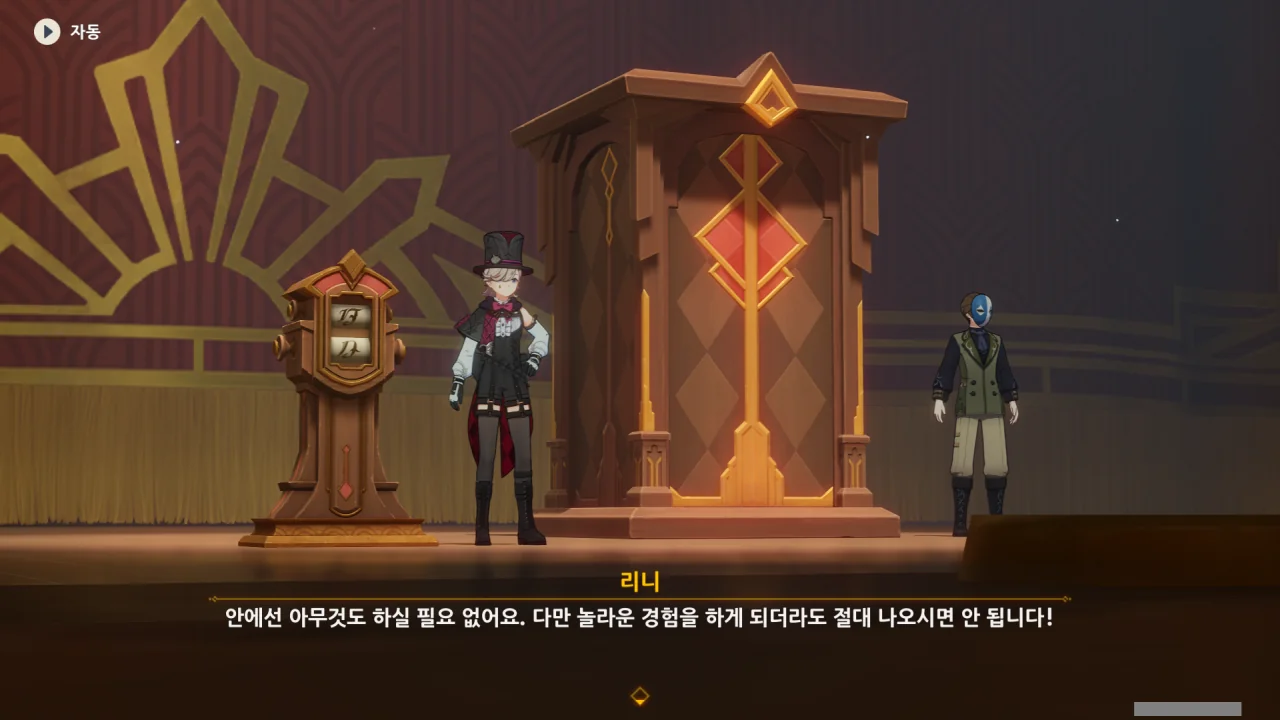 자동
리니
안에선 아무것도 하실 필요 없어요. 다만 놀라운 경험을 하게 되더라도 절대 나오시면 안 됩니다!